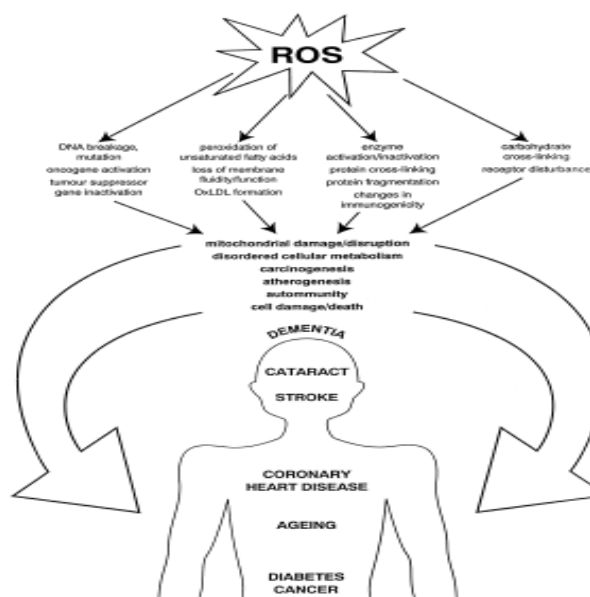 ROS
DNA breakage,
mutation
oncogene activation
tumour suppressor
gene inactivation
peroxidation of
unsaturated fatty acids
loss of membrane
fluidity/function
OxLDL formation
enzyme
activation/inactivation
protein cross-linking
protein fragmentation
changes in
immunogenicity
carbohydrate
cross-linking
receptor disturbance
mitochondrial damage/disruption
disordered cellular metabolism
carcinogenesis
atherogenesis
autommunity
cell damage/death
DEMENTIA
CATARACT
STROKE
CORONARY
HEART DISEASE
AGEING
DIABETES
CANCER